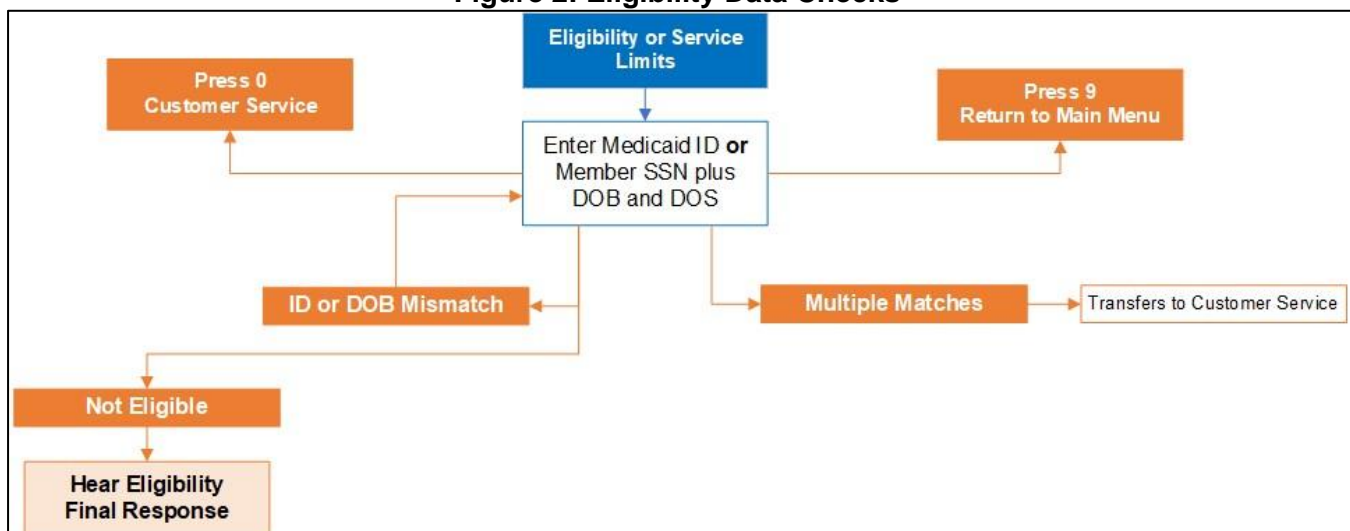 Figure 2: Eligibility Data Checks
Eligibility or Service
Limits
Press 0
Customer Service
Press 9
Return to Main Menu
Enter Medicaid ID or
Member SSN plus
DOB and DOS
ID or DOB Mismatch
Multiple Matches
Transfers to Customer Service
Not Eligible
Hear Eligibility
Final Response